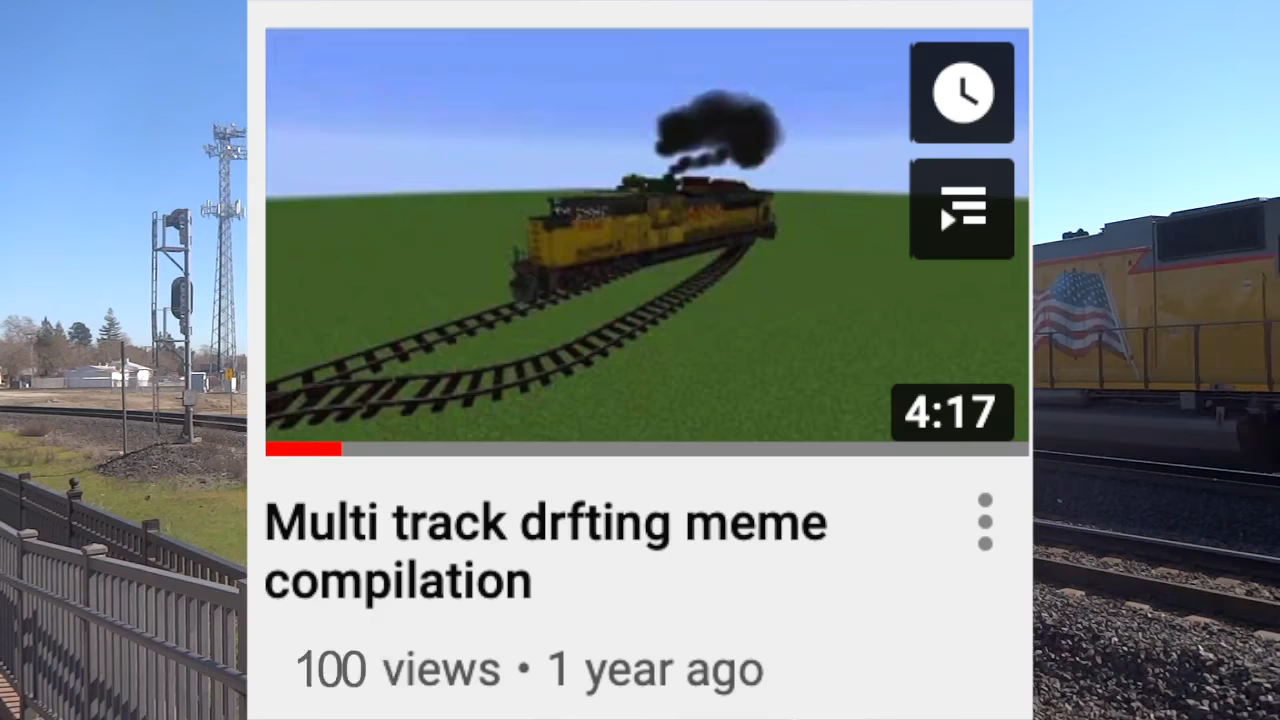 4:17
Multi track drfting meme
compilation
100 views • 1 year ago